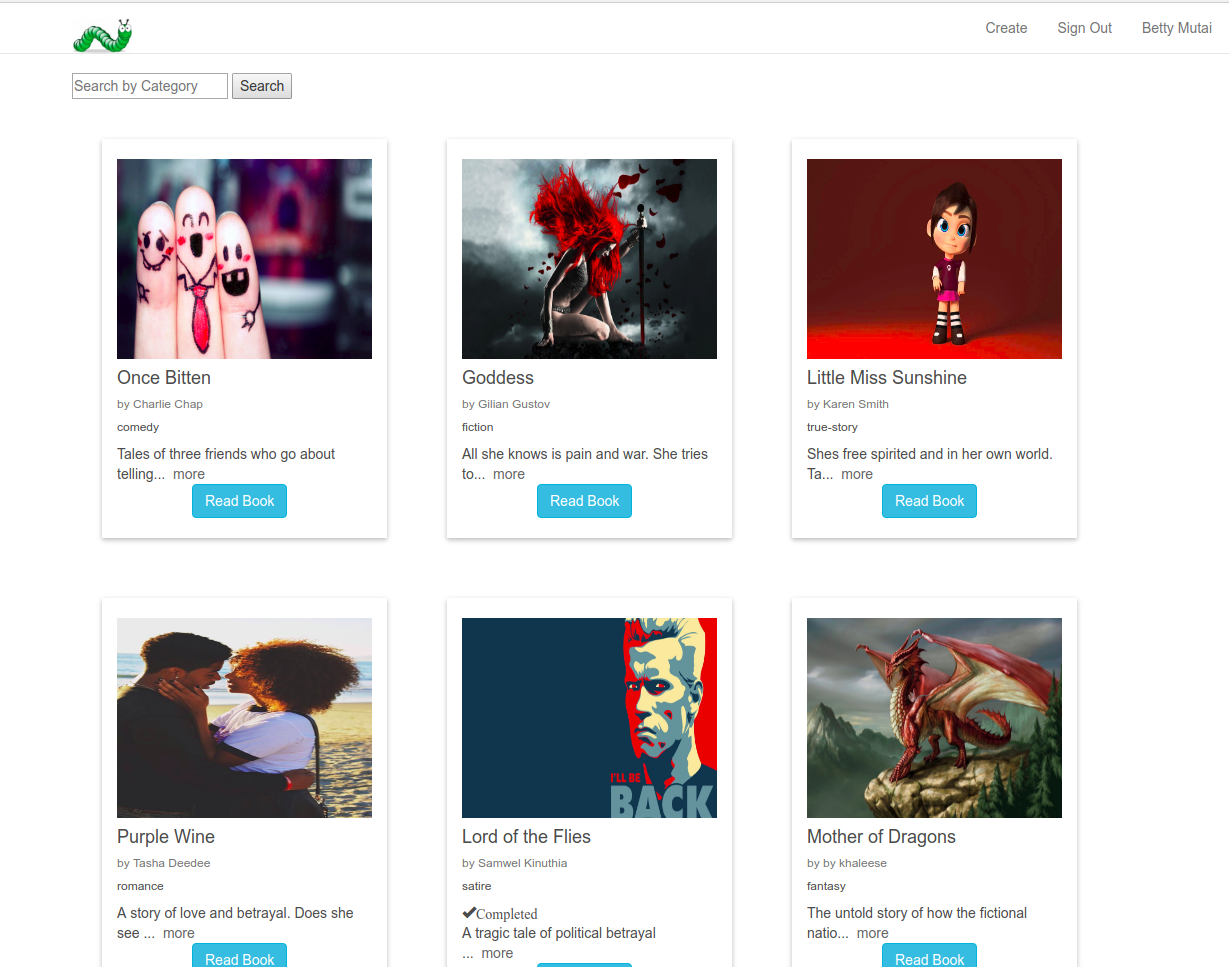 Create Sign Out Betty Mutai
Search by Category Search
Once Bitten
by Charlie Chap
comedy
Tales of three friends who go about
telling... more
Read Book
Goddess
by Gilian Gustov
fiction
All she knows is pain and war. She tries
to... more
Read Book
Little Miss Sunshine
by Karen Smith
true-story
Shes free spirited and in her own world.
Ta... more
Read Book
Purple Wine
by Tasha Deedee
romance
A story of love and betrayal. Does she
see ... more
Read Book
I'LL BE
BACK
Lord of the Flies
by Samwel Kinuthia
satire
✔Completed
A tragic tale of political betrayal
... more
Mother of Dragons
by by khaleese
fantasy
The untold story of how the fictional
natio... more
Read Book